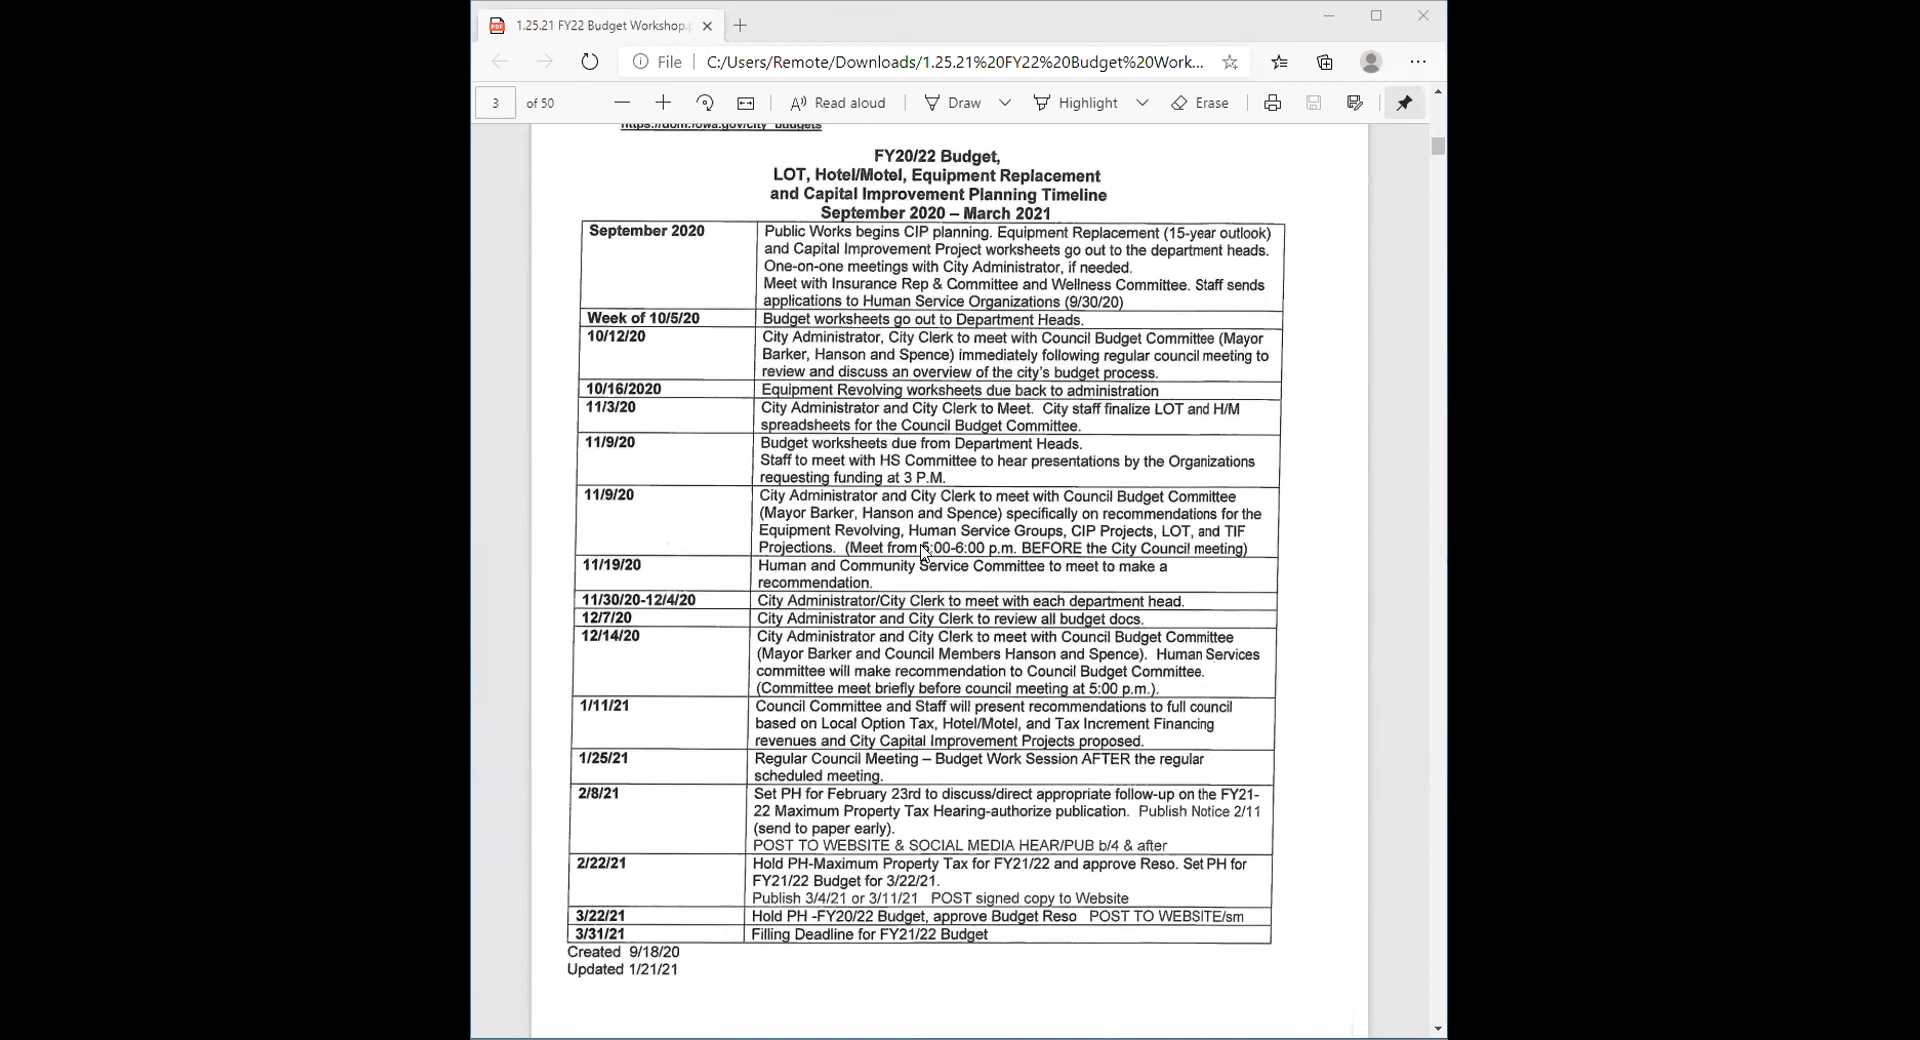 1.25.21 FY22 Budget Workshop.p
File
C:/Users/Remote/Downloads/1.25.21%20FY22%20Budget%20Work...
3
of 50
Read aloud
Draw
Highlight
Erase
https://dom.iowa.gov/city-budgets
FY20/22 Budget,
LOT, Hotel/Motel, Equipment Replacement
and Capital Improvement Planning Timeline
September 2020 – March 2021
September 2020
Public Works begins CIP planning. Equipment Replacement (15-year outlook)
and Capital Improvement Project worksheets go out to the department heads.
One-on-one meetings with City Administrator, if needed.
Meet with Insurance Rep & Committee and Wellness Committee. Staff sends
applications to Human Service Organizations (9/30/20)
Week of 10/5/20
Budget worksheets go out to Department Heads.
10/12/20
City Administrator, City Clerk to meet with Council Budget Committee (Mayor
Barker, Hanson and Spence) immediately following regular council meeting to
review and discuss an overview of the city's budget process.
10/16/2020
Equipment Revolving worksheets due back to administration
11/3/20
City Administrator and City Clerk to Meet. City staff finalize LOT and H/M
spreadsheets for the Council Budget Committee.
11/9/20
Budget worksheets due from Department Heads.
Staff to meet with HS Committee to hear presentations by the Organizations
requesting funding at 3 P.M.
11/9/20
City Administrator and City Clerk to meet with Council Budget Committee
(Mayor Barker, Hanson and Spence) specifically on recommendations for the
Equipment Revolving, Human Service Groups, CIP Projects, LOT, and TIF
Projections. (Meet from 5:00-6:00 p.m. BEFORE the City Council meeting)
11/19/20
Human and Community Service Committee to meet to make a
recommendation.
11/30/20-12/4/20
City Administrator/City Clerk to meet with each department head.
12/7/20
City Administrator and City Clerk to review all budget docs.
12/14/20
City Administrator and City Clerk to meet with Council Budget Committee
(Mayor Barker and Council Members Hanson and Spence). Human Services
committee will make recommendation to Council Budget Committee.
(Committee meet briefly before council meeting at 5:00 p.m.).
1/11/21
Council Committee and Staff will present recommendations to full council
based on Local Option Tax, Hotel/Motel, and Tax Increment Financing
revenues and City Capital Improvement Projects proposed.
1/25/21
Regular Council Meeting – Budget Work Session AFTER the regular
scheduled meeting.
2/8/21
Set PH for February 23rd to discuss/direct appropriate follow-up on the FY21-
22 Maximum Property Tax Hearing-authorize publication. Publish Notice 2/11
(send to paper early).
POST TO WEBSITE & SOCIAL MEDIA HEAR/PUB b/4 & after
2/22/21
Hold PH-Maximum Property Tax for FY21/22 and approve Reso. Set PH for
FY21/22 Budget for 3/22/21.
Publish 3/4/21 or 3/11/21 POST signed copy to Website
3/22/21
Hold PH -FY20/22 Budget, approve Budget Reso POST TO WEBSITE/sm
3/31/21
Filling Deadline for FY21/22 Budget
Created 9/18/20
Updated 1/21/21